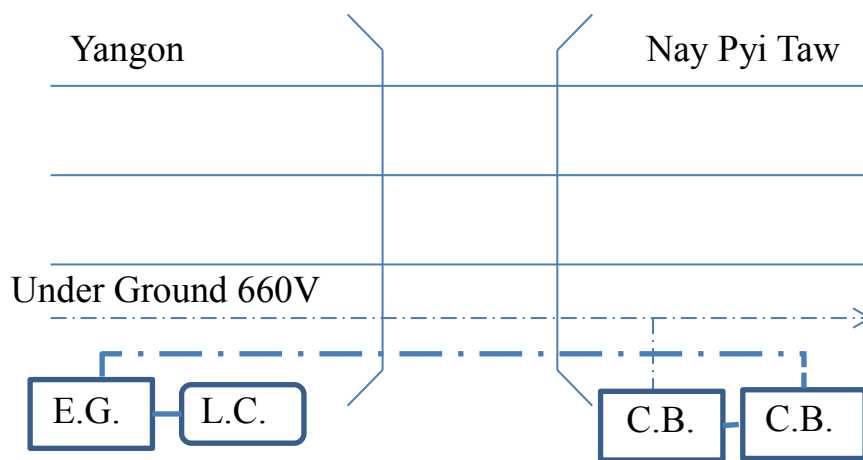 Yangon
Nay Pyi Taw
Under Ground 660V
E.G.
L.C.
C.B.
C.B.